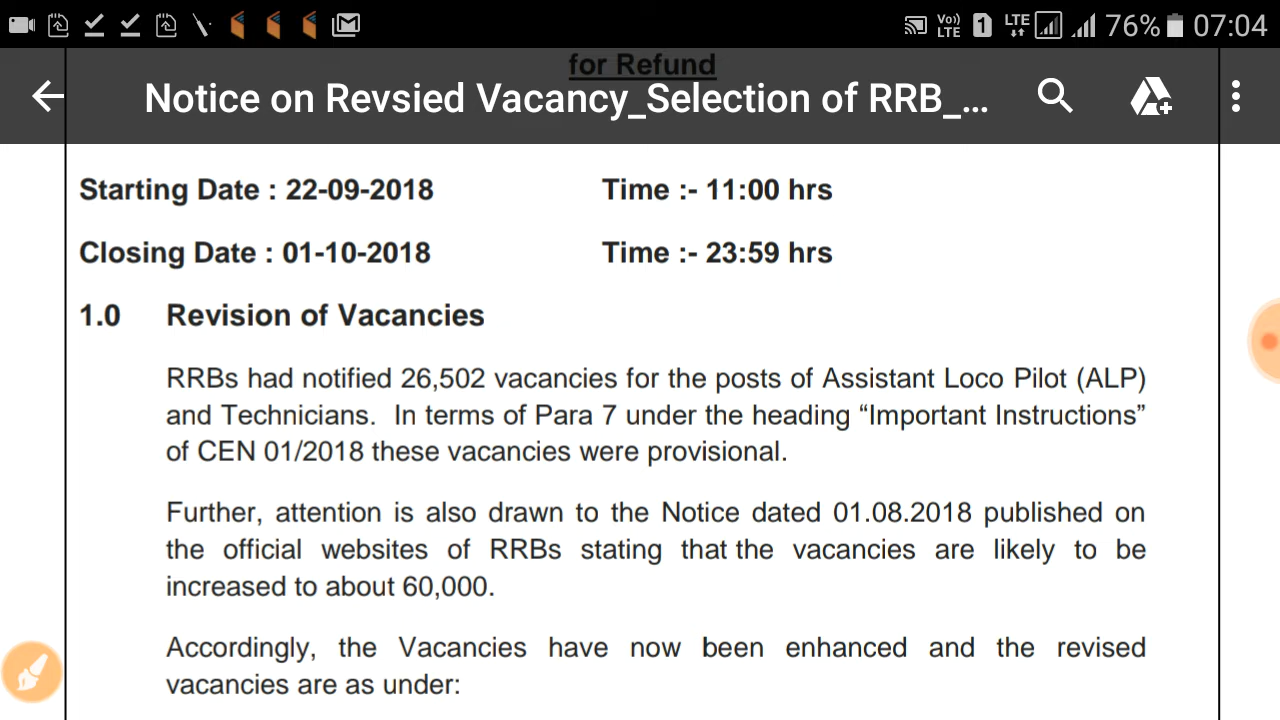 Vo)) LTE 1 LTE 76% 07:04
for Refund
Notice on Revsied Vacancy_Selection of RRB_...
Starting Date : 22-09-2018 Time :- 11:00 hrs
Closing Date : 01-10-2018 Time :- 23:59 hrs
1.0 Revision of Vacancies
RRBs had notified 26,502 vacancies for the posts of Assistant Loco Pilot (ALP)
and Technicians. In terms of Para 7 under the heading “Important Instructions”
of CEN 01/2018 these vacancies were provisional.
Further, attention is also drawn to the Notice dated 01.08.2018 published on
the official websites of RRBs stating that the vacancies are likely to be
increased to about 60,000.
Accordingly, the Vacancies have now been enhanced and the revised
vacancies are as under: